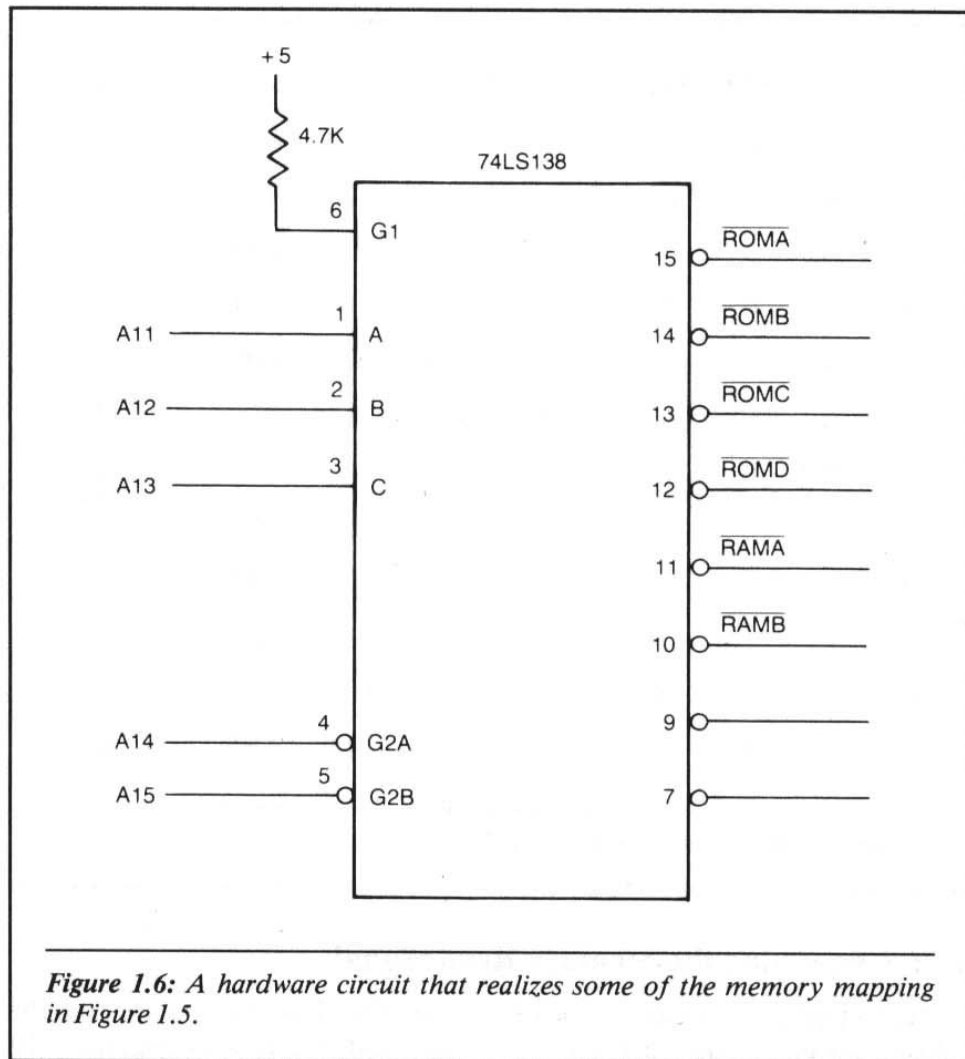 +5
4.7K
74LS138
6
G1
15
ROMA
A11
1
A
14
ROMB
A12
2
B
13
ROMC
A13
3
C
12
ROMD
11
RAMA
10
RAMB
9
A14
4
G2A
A15
5
G2B
7
Figure 1.6: A hardware circuit that realizes some of the memory mapping
in Figure 1.5.